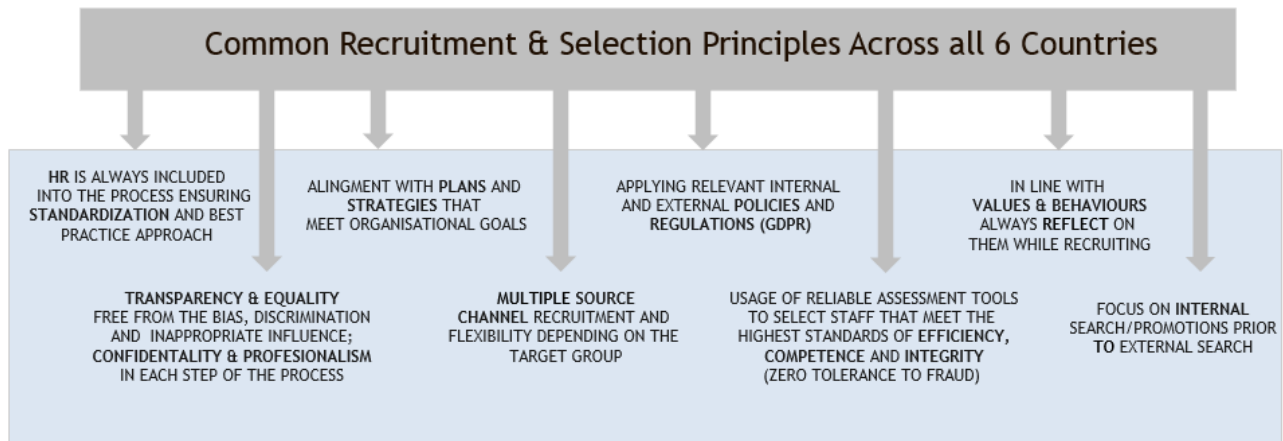 Common Recruitment & Selection Principles Across all 6 Countries
HR IS ALWAYS INCLUDED
INTO THE PROCESS ENSURING
STANDARDIZATION AND BEST
PRACTICE APPROACH
ALINGMENT WITH PLANS AND
STRATEGIES THAT
MEET ORGANISATIONAL GOALS
APPLYING RELEVANT INTERNAL
AND EXTERNAL POLICIES AND
REGULATIONS (GDPR)
IN LINE WITH
VALUES & BEHAVIOURS
ALWAYS REFLECT ON
THEM WHILE RECRUITING
TRANSPARENCY & EQUALITY
FREE FROM THE BIAS, DISCRIMINATION
AND INAPPROPRIATE INFLUENCE;
CONFIDENTALITY & PROFESIONALISM
IN EACH STEP OF THE PROCESS
MULTIPLE SOURCE
CHANNEL RECRUITMENT AND
FLEXIBILITY DEPENDING ON THE
TARGET GROUP
USAGE OF RELIABLE ASSESSMENT TOOLS
TO SELECT STAFF THAT MEET THE
HIGHEST STANDARDS OF EFFICIENCY,
COMPETENCE AND INTEGRITY
(ZERO TOLERANCE TO FRAUD)
FOCUS ON INTERNAL
SEARCH/PROMOTIONS PRIOR
TO EXTERNAL SEARCH